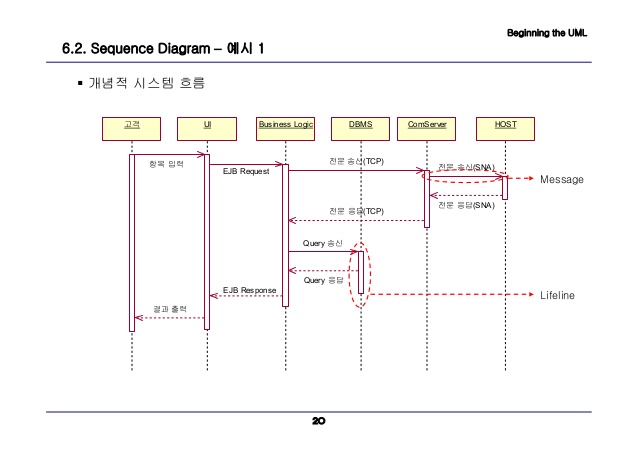 Beginning the UML
6.2. Sequence Diagram – 예시 1
▪ 개념적 시스템 흐름
고객 UI Business Logic DBMS ComServer HOST
항목 입력
EJB Request
전문 송신(TCP)
전문 송신(SNA)
Message
전문 응답(SNA)
전문 응답(TCP)
Query 송신
Query 응답
EJB Response
Lifeline
결과 출력
20